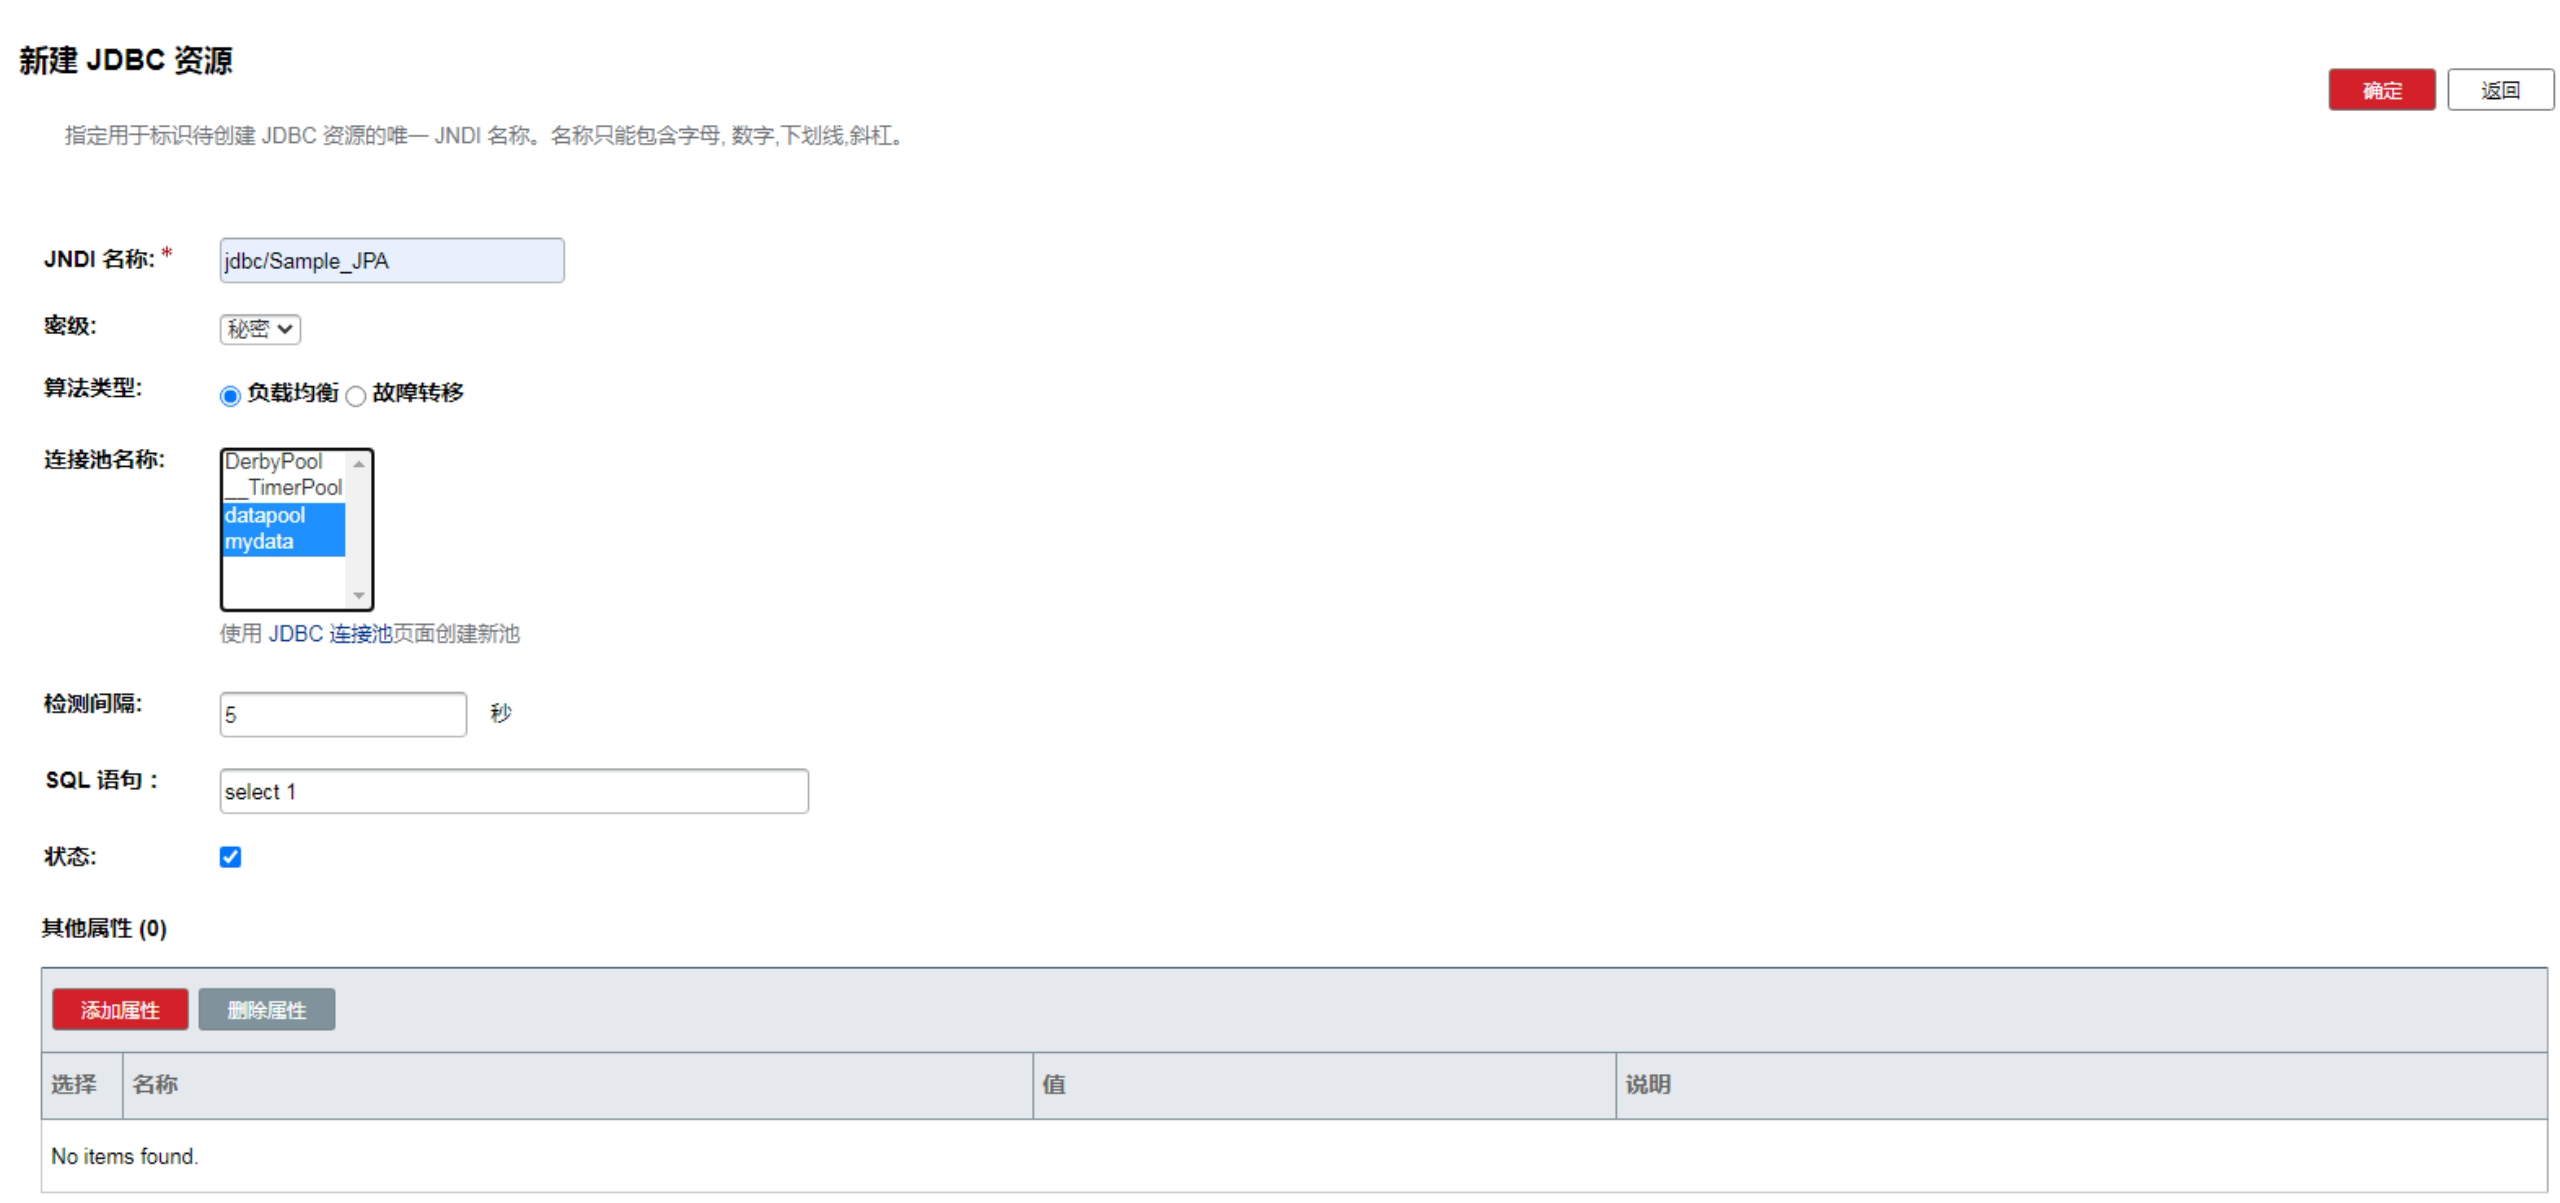 新建 JDBC 资源
确定 返回
指定用于标识待创建 JDBC 资源的唯一 JNDI 名称。名称只能包含字母, 数字,下划线,斜杠。
JNDI 名称: * jdbc/Sample_JPA
密级: 秘密
算法类型: 负载均衡 故障转移
连接池名称: DerbyPool
__TimerPool
datapool
mydata
使用 JDBC 连接池页面创建新池
检测间隔: 5 秒
SQL 语句 : select 1
状态:
其他属性 (0)
添加属性 删除属性
选择 名称 值 说明
No items found.